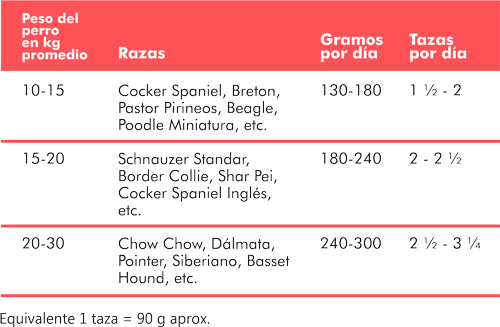 Peso del perro en kg promedio Razas Gramos por día Tazas por día
10-15 Cocker Spaniel, Breton, 130-180 1 ½ - 2
Pastor Pirineos, Beagle,
Poodle Miniatura, etc.
15-20 Schnauzer Standar, 180-240 2 - 2 ½
Border Collie, Shar Pei,
Cocker Spaniel Inglés,
etc.
20-30 Chow Chow, Dálmata, 240-300 2 ½ - 3 ¼
Pointer, Siberiano, Basset
Hound, etc.
Equivalente 1 taza = 90 g aprox.